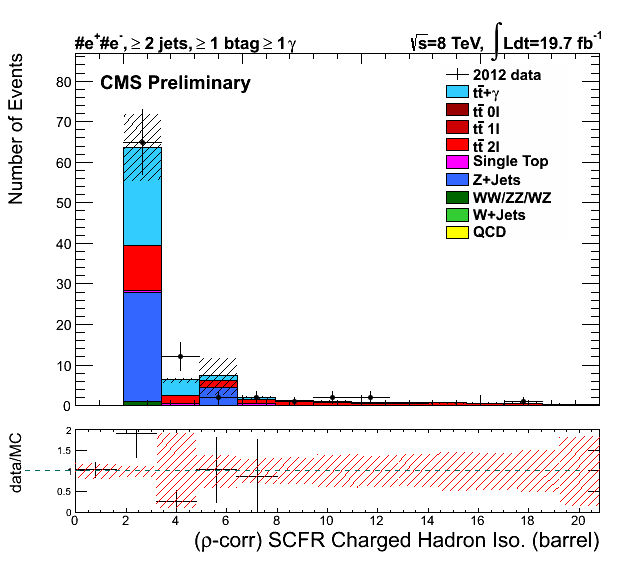 #e⁺#e⁻, ≥ 2 jets, ≥ 1 btag ≥ 1 γ
√s=8 TeV, ∫ Ldt=19.7 fb⁻¹
CMS Preliminary
2012 data
tt̄+γ
tt̄ 0l
tt̄ 1l
tt̄ 2l
Single Top
Z+Jets
WW/ZZ/WZ
W+Jets
QCD
Number of Events
80
70
60
50
40
30
20
10
0
data/MC
2
1.5
1
0.5
0
0 2 4 6 8 10 12 14 16 18 20
(ρ-corr) SCFR Charged Hadron Iso. (barrel)